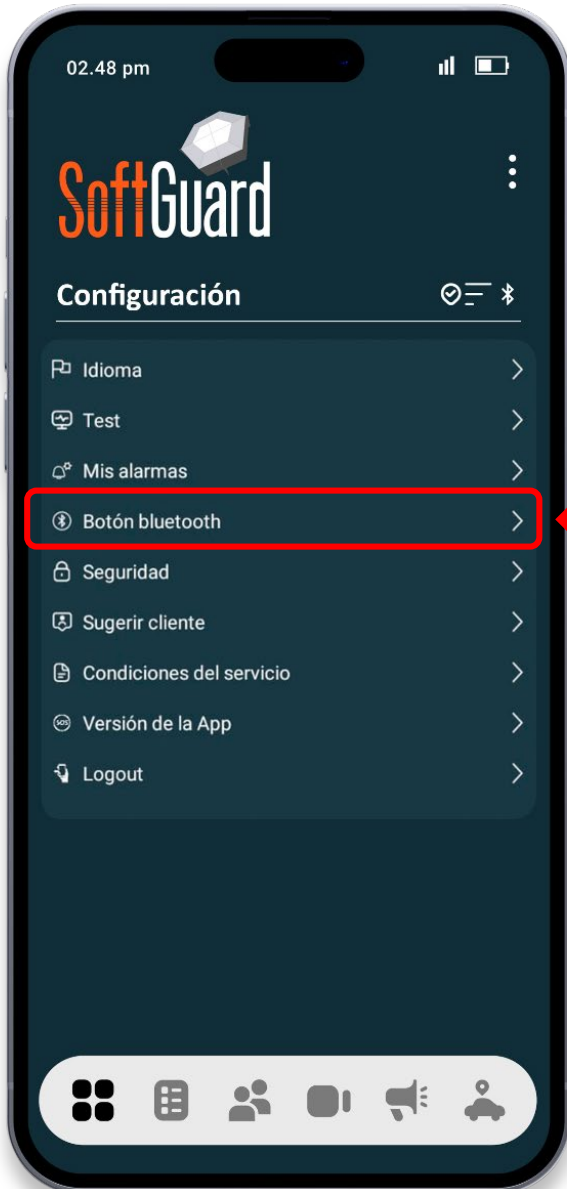 02.48 pm
SoftGuard
Configuración
Idioma
Test
Mis alarmas
Botón bluetooth
Seguridad
Sugerir cliente
Condiciones del servicio
SOS
Versión de la App
Logout